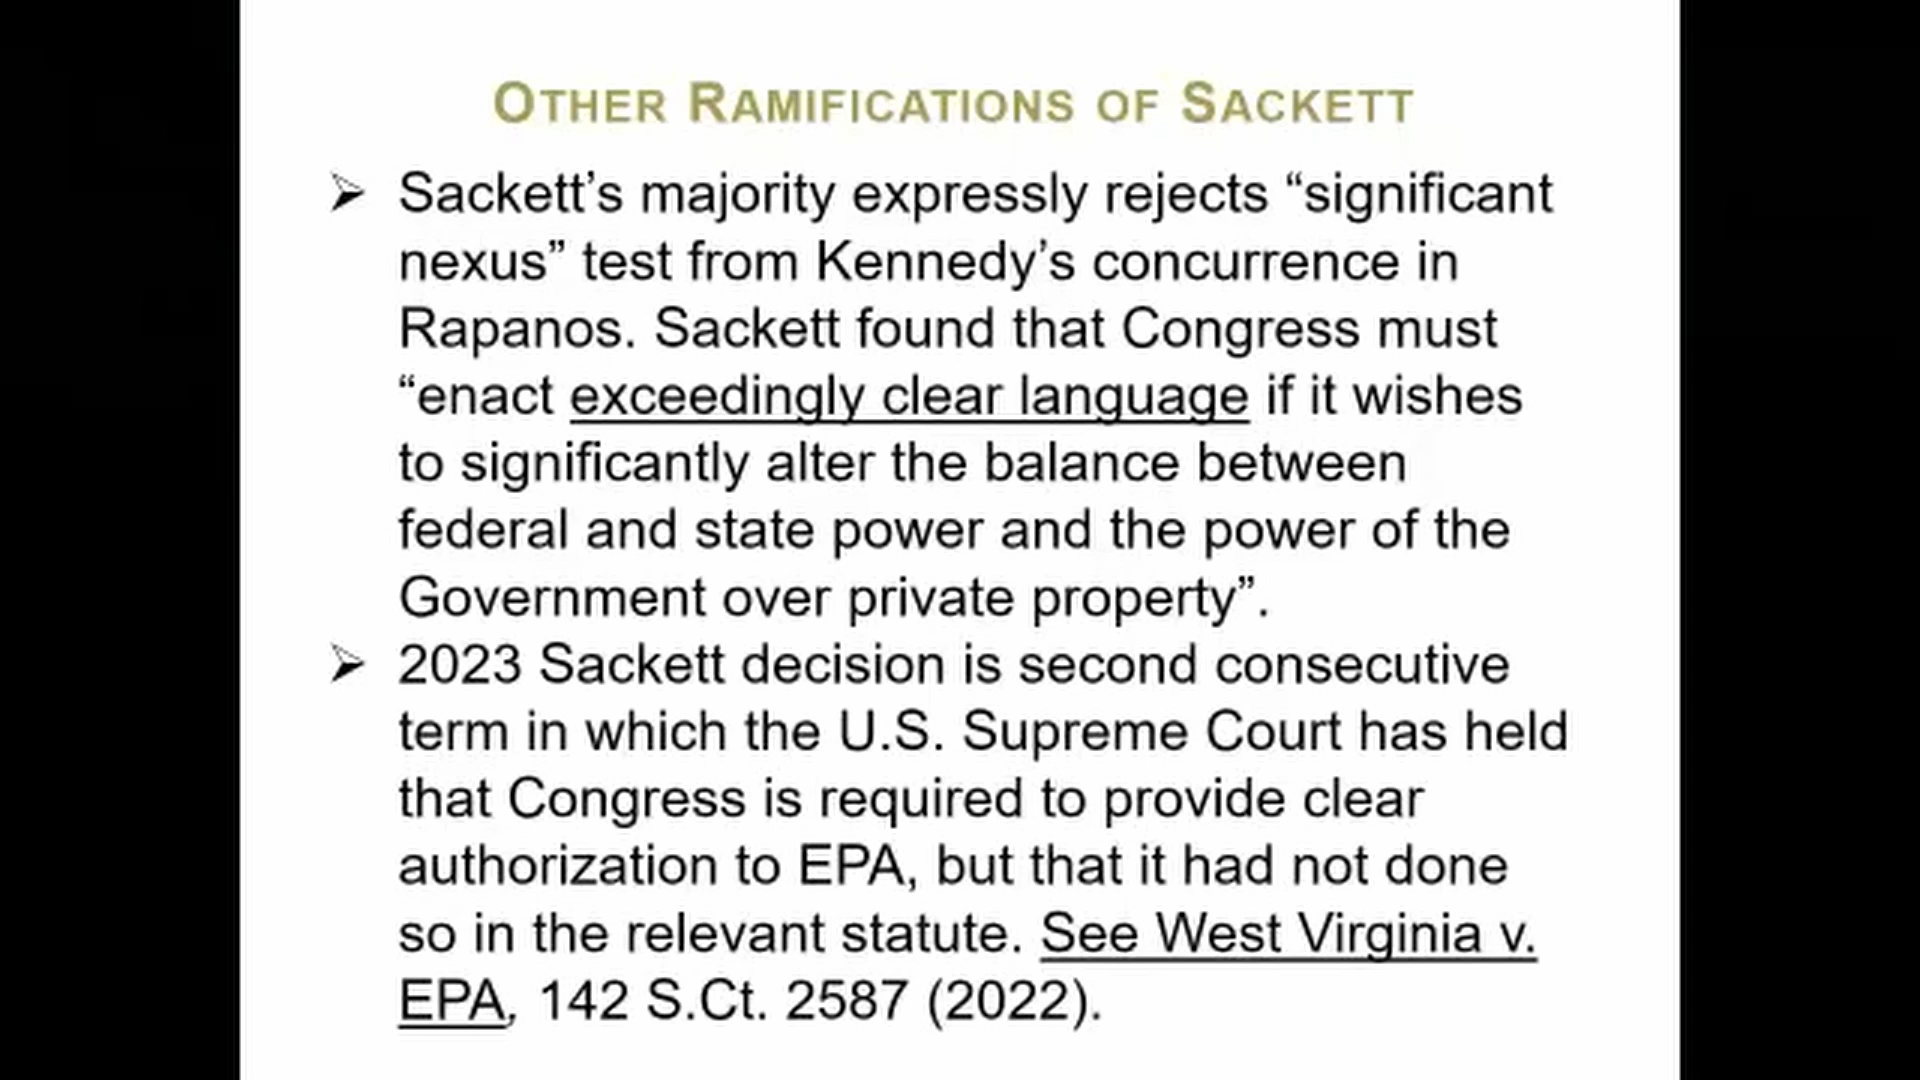 OTHER RAMIFICATIONS OF SACKETT
➢ Sackett’s majority expressly rejects “significant
nexus” test from Kennedy’s concurrence in
Rapanos. Sackett found that Congress must
“enact exceedingly clear language if it wishes
to significantly alter the balance between
federal and state power and the power of the
Government over private property”.
➢ 2023 Sackett decision is second consecutive
term in which the U.S. Supreme Court has held
that Congress is required to provide clear
authorization to EPA, but that it had not done
so in the relevant statute. See West Virginia v.
EPA, 142 S.Ct. 2587 (2022).